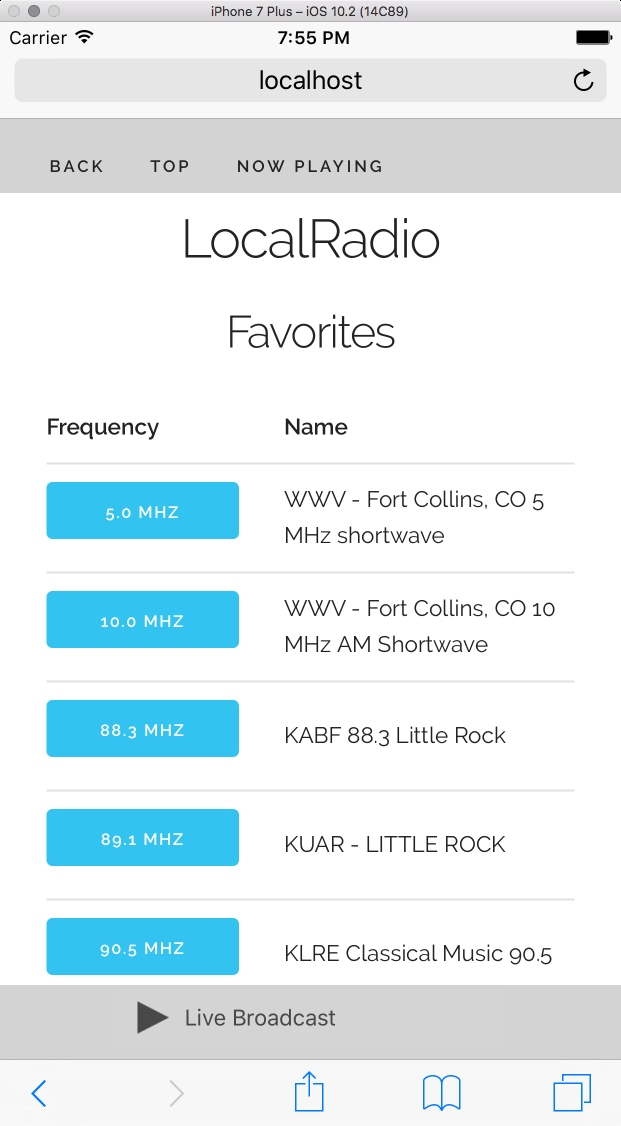 iPhone 7 Plus – iOS 10.2 (14C89)
Carrier 7:55 PM
localhost
BACK TOP NOW PLAYING
LocalRadio
Favorites
Frequency Name
5.0 MHZ WWV - Fort Collins, CO 5
MHz shortwave
10.0 MHZ WWV - Fort Collins, CO 10
MHz AM Shortwave
88.3 MHZ KABF 88.3 Little Rock
89.1 MHZ KUAR - LITTLE ROCK
90.5 MHZ KLRE Classical Music 90.5
Live Broadcast